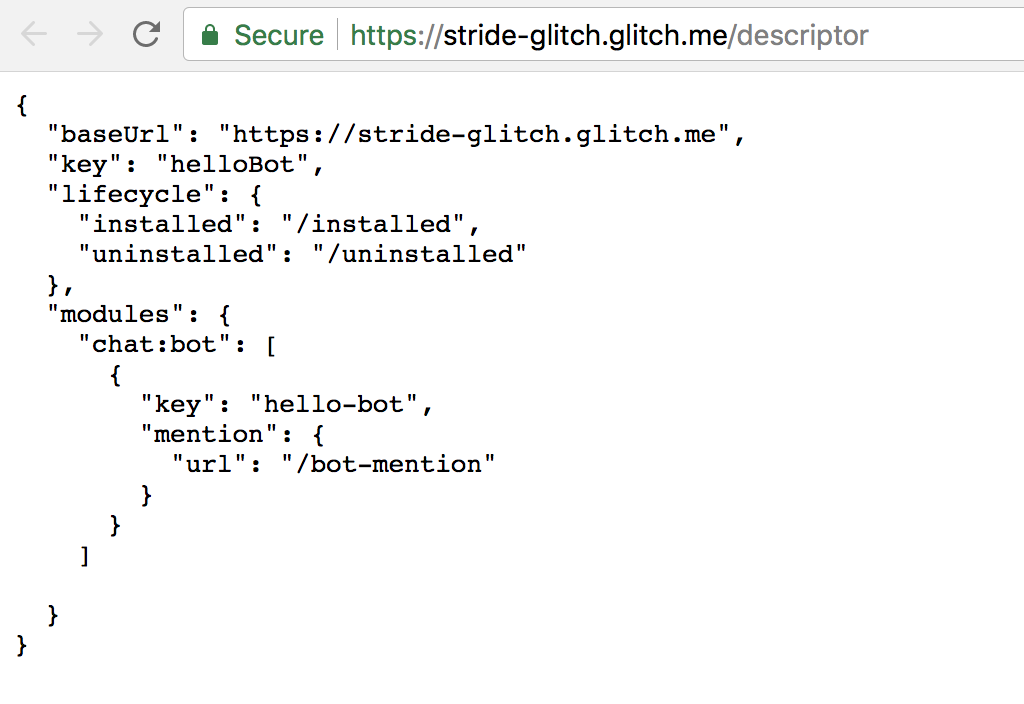 Secure https://stride-glitch.glitch.me/descriptor
{
  "baseUrl": "https://stride-glitch.glitch.me",
  "key": "helloBot",
  "lifecycle": {
    "installed": "/installed",
    "uninstalled": "/uninstalled"
  },
  "modules": {
    "chat:bot": [
      {
        "key": "hello-bot",
        "mention": {
          "url": "/bot-mention"
        }
      }
    ]

  }
}